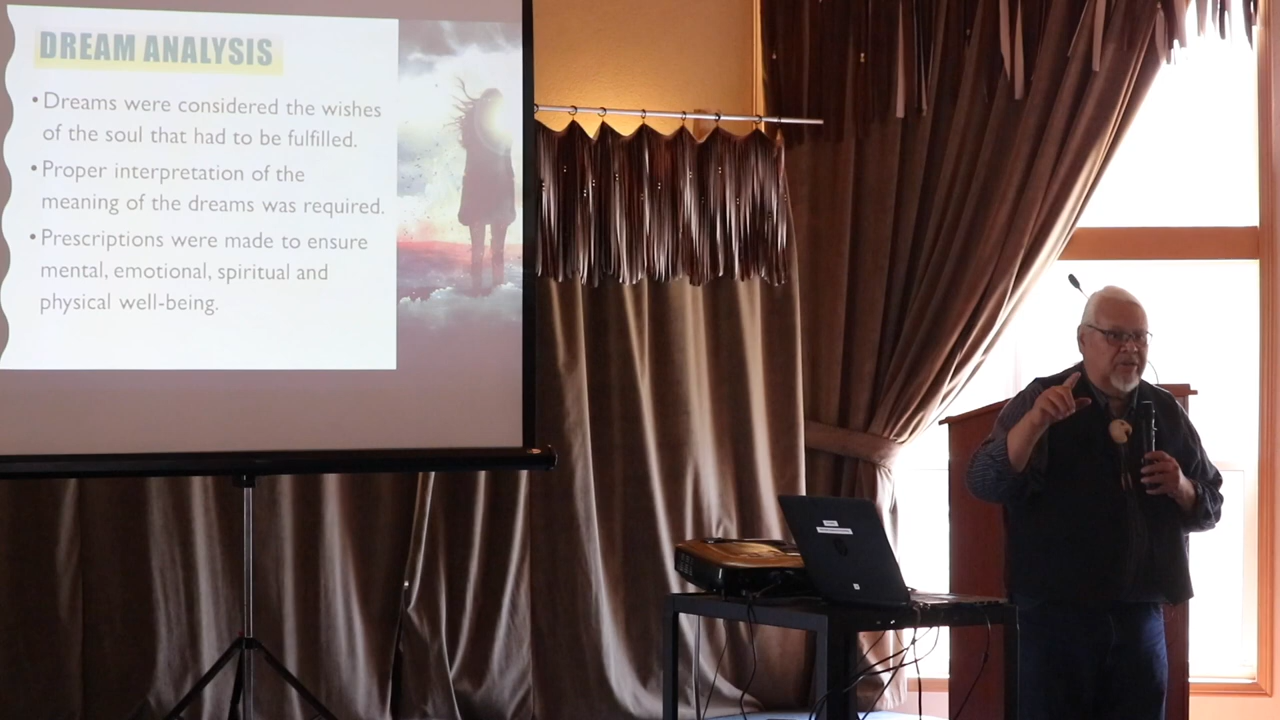 DREAM ANALYSIS
• Dreams were considered the wishes
of the soul that had to be fulfilled.
• Proper interpretation of the
meaning of the dreams was required.
• Prescriptions were made to ensure
mental, emotional, spiritual and
physical well-being.
hp